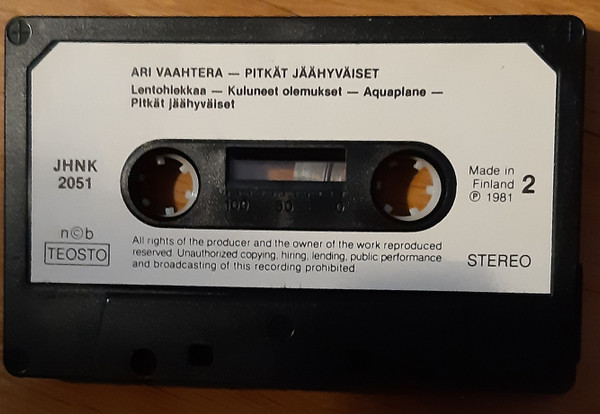 ARI VAAHTERA — PITKÄT JÄÄHYVÄISET
Lentohiekkaa — Kuluneet olemukset — Aquaplane —
Pitkät jäähyväiset
JHNK
2051
100 50 0
Made in
Finland
℗ 1981
2
n©b
TEOSTO
All rights of the producer and the owner of the work reproduced
reserved. Unauthorized copying, hiring, lending, public performance
and broadcasting of this recording prohibited
STEREO